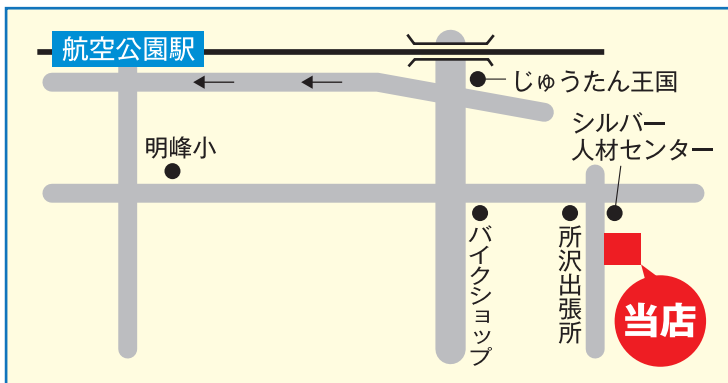 航空公園駅
じゅうたん王国
シルバー
人材センター
明峰小
バイクショップ
所沢出張所
当店